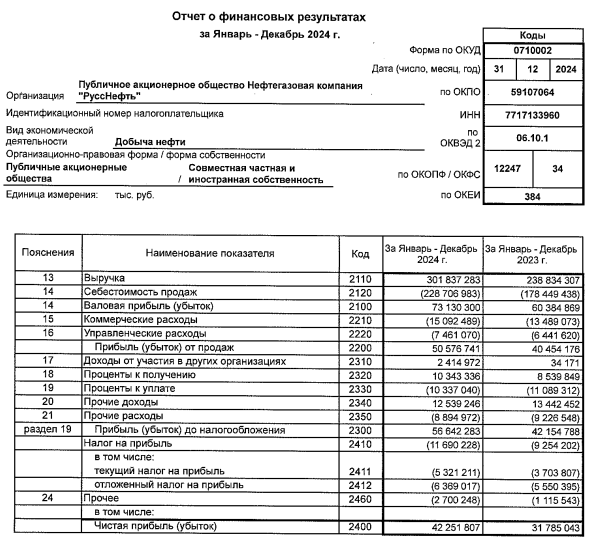 Отчет о финансовых результатах
за Январь - Декабрь 2024 г.
Коды
Форма по ОКУД 0710002
Дата (число, месяц, год) 31 12 2024
Организация Публичное акционерное общество Нефтегазовая компания "РуссНефть" по ОКПО 59107064
Идентификационный номер налогоплательщика ИНН 7717133960
Вид экономической деятельности Добыча нефти по ОКВЭД 2 06.10.1
Организационно-правовая форма / форма собственности
Публичные акционерные общества / Совместная частная и иностранная собственность по ОКОПФ / ОКФС 12247 34
Единица измерения: тыс. руб. по ОКЕИ 384
Пояснения Наименование показателя Код За Январь - Декабрь 2024 г. За Январь - Декабрь 2023 г.
13 Выручка 2110 301 837 283 238 834 307
14 Себестоимость продаж 2120 (228 706 983) (178 449 438)
14 Валовая прибыль (убыток) 2100 73 130 300 60 384 869
15 Коммерческие расходы 2210 (15 092 489) (13 489 073)
16 Управленческие расходы 2220 (7 461 070) (6 441 620)
Прибыль (убыток) от продаж 2200 50 576 741 40 454 176
17 Доходы от участия в других организациях 2310 2 414 972 34 171
18 Проценты к получению 2320 10 343 336 8 539 849
19 Проценты к уплате 2330 (10 337 040) (11 089 312)
20 Прочие доходы 2340 12 539 246 13 442 452
21 Прочие расходы 2350 (8 894 972) (9 226 548)
раздел 19 Прибыль (убыток) до налогообложения 2300 56 642 283 42 154 788
Налог на прибыль 2410 (11 690 228) (9 254 202)
в том числе:
текущий налог на прибыль 2411 (5 321 211) (3 703 807)
отложенный налог на прибыль 2412 (6 369 017) (5 550 395)
24 Прочее 2460 (2 700 248) (1 115 543)
в том числе:
Чистая прибыль (убыток) 2400 42 251 807 31 785 043